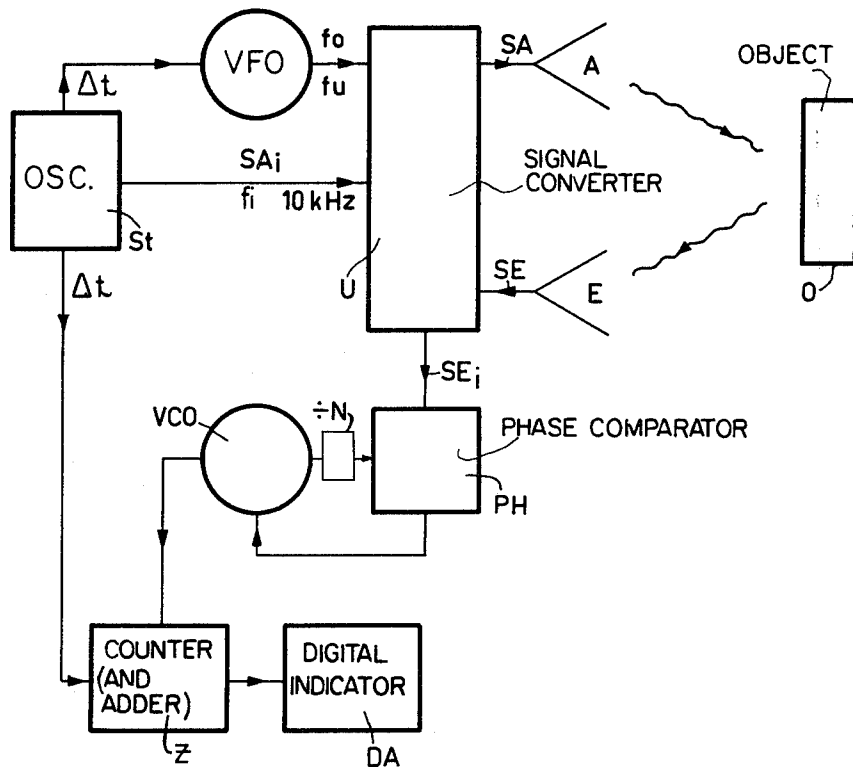 fo
VFO
fu
Δt
SA
A
OBJECT
OSC.
St
SAi
fi 10 kHz
SIGNAL
CONVERTER
Δt
U
SE
E
O
SEi
VCO
÷N
PHASE COMPARATOR
PH
COUNTER
(AND
ADDER)
Z
DIGITAL
INDICATOR
DA